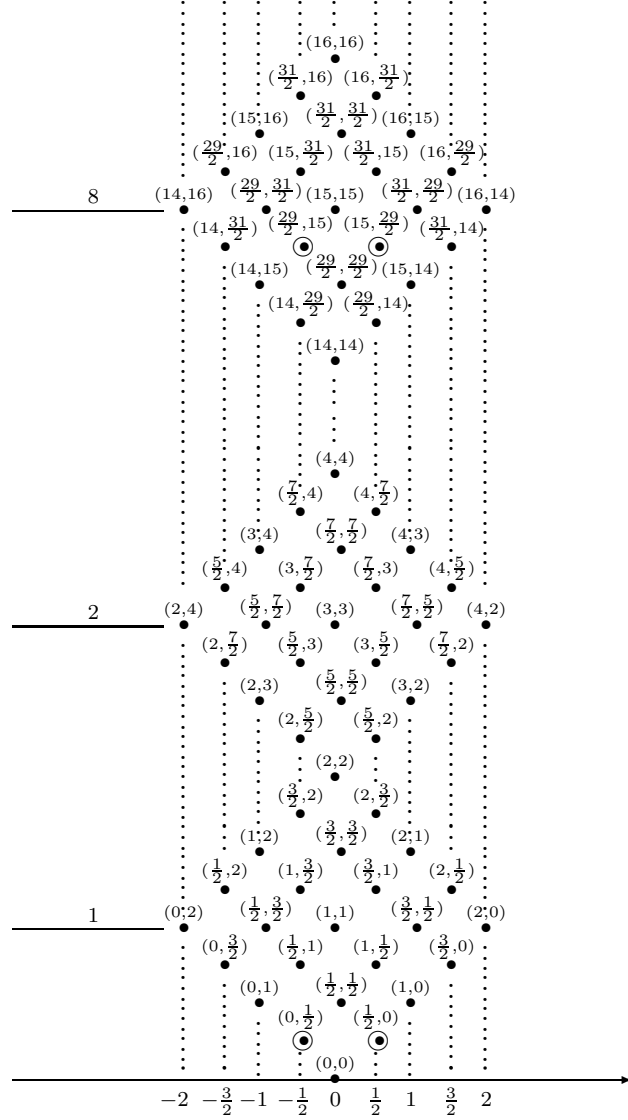 (16,16)
(31/2,16) (16,31/2)
(15,16) (31/2,31/2) (16,15)
(29/2,16) (15,31/2) (31/2,15) (16,29/2)
8 (14,16) (29/2,31/2) (15,15) (31/2,29/2) (16,14)
(14,31/2) (29/2,15) (15,29/2) (31/2,14)
(14,15) (29/2,29/2) (15,14)
(14,29/2) (29/2,14)
(14,14)
(4,4)
(7/2,4) (4,7/2)
(3,4) (7/2,7/2) (4,3)
(5/2,4) (3,7/2) (7/2,3) (4,5/2)
2 (2,4) (5/2,7/2) (3,3) (7/2,5/2) (4,2)
(2,7/2) (5/2,3) (3,5/2) (7/2,2)
(2,3) (5/2,5/2) (3,2)
(2,5/2) (5/2,2)
(2,2)
(3/2,2) (2,3/2)
(1,2) (3/2,3/2) (2,1)
(1/2,2) (1,3/2) (3/2,1) (2,1/2)
1 (0,2) (1/2,3/2) (1,1) (3/2,1/2) (2,0)
(0,3/2) (1/2,1) (1,1/2) (3/2,0)
(0,1) (1/2,1/2) (1,0)
(0,1/2) (1/2,0)
(0,0)
−2 −3/2 −1 −1/2 0 1/2 1 3/2 2